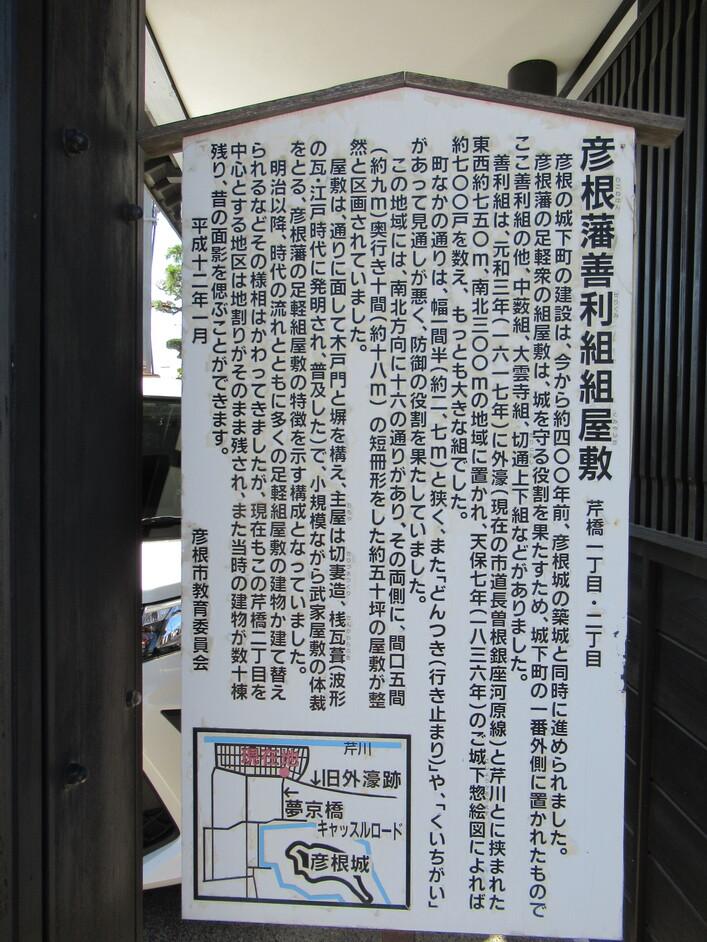 彦根藩善利組組屋敷 芹橋一丁目・二丁目
彦根の城下町の建設は、今から約四〇〇年前、彦根城の築城と同時に進められました。
彦根藩の足軽衆の組屋敷は、城を守る役割を果たすため、城下町の一番外側に置かれたもので
ここ善利組の他、中薮組、大雲寺組、切通上下組などがありました。
善利組は、元和三年(一六一七年)に外濠(現在の市道長曽根銀座河原線)と芹川とに挟まれた
東西約七五〇m、南北三〇〇mの地域に置かれ、天保七年(一八三六年)のご城下惣絵図によれば
約七〇〇戸を数え、もっとも大きな組でした。
町なかの通りは、幅一間半(約二、七m)と狭く、また「どんつき(行き止まり)」や、「くいちがい」
があって見通しが悪く、防御の役割を果たしていました。
この地域には、南北方向に十六の通りがあり、その両側に、間口五間
(約九m)奥行き十間(約十八m)の短冊形をした約五十坪の屋敷が整
然と区画されていました。
屋敷は、通りに面して木戸門と塀を構え、主屋は切妻造、桟瓦葺(波形
の瓦・江戸時代に発明され、普及した)で、小規模ながら武家屋敷の体裁
をとる、彦根藩の足軽組屋敷の特徴を示す構成となっていました。
明治以降、時代の流れとともに多くの足軽組屋敷の建物か建て替え
られるなどその様相はかわってきましたが、現在もこの芹橋二丁目を
中心とする地区は地割りがそのまま残され、また当時の建物が数十棟
残り、昔の面影を偲ぶことができます。
平成十二年一月 彦根市教育委員会
芹川
現在地
↓旧外濠跡
←
夢京橋
キャッスルロード
彦根城